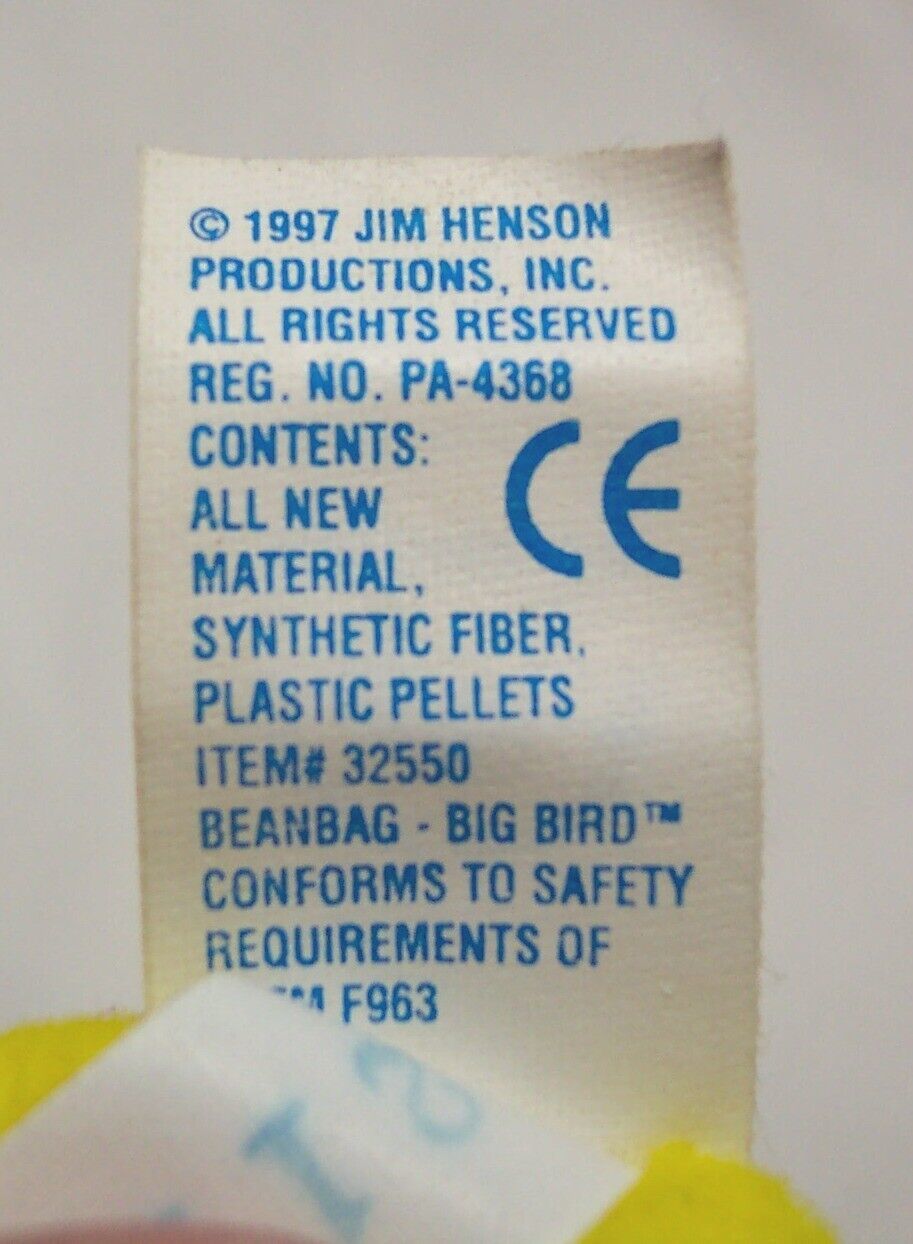 © 1997 JIM HENSON
PRODUCTIONS, INC.
ALL RIGHTS RESERVED
REG. NO. PA-4368
CONTENTS:
ALL NEW
MATERIAL,
CE
SYNTHETIC FIBER,
PLASTIC PELLETS
ITEM# 32550
BEANBAG - BIG BIRD™
CONFORMS TO SAFETY
REQUIREMENTS OF
F963